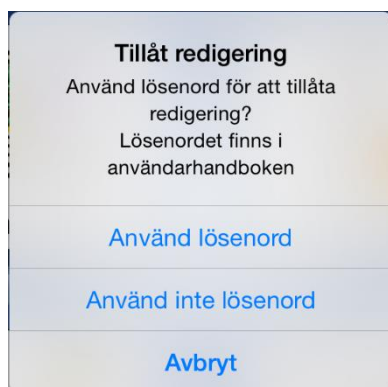 Tillåt redigering
Använd lösenord för att tillåta
redigering?
Lösenordet finns i
användarhandboken
Använd lösenord
Använd inte lösenord
Avbryt